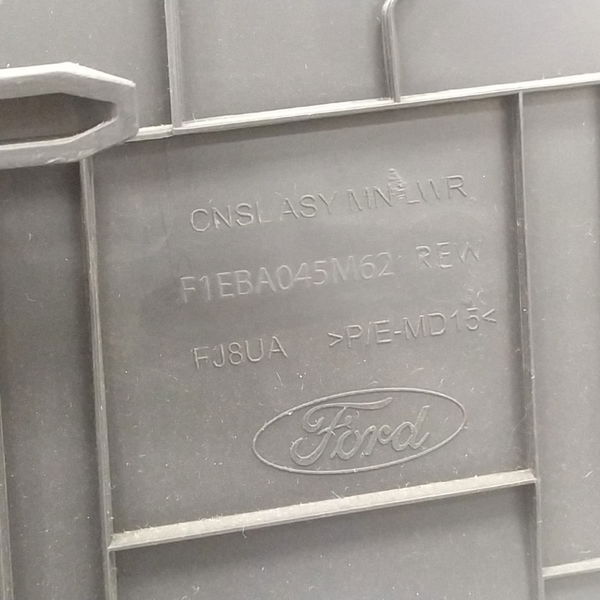 CNSL ASY MN LWR
F1EBA045M62 REW
FJ8UA >P/E-MD15<
Ford